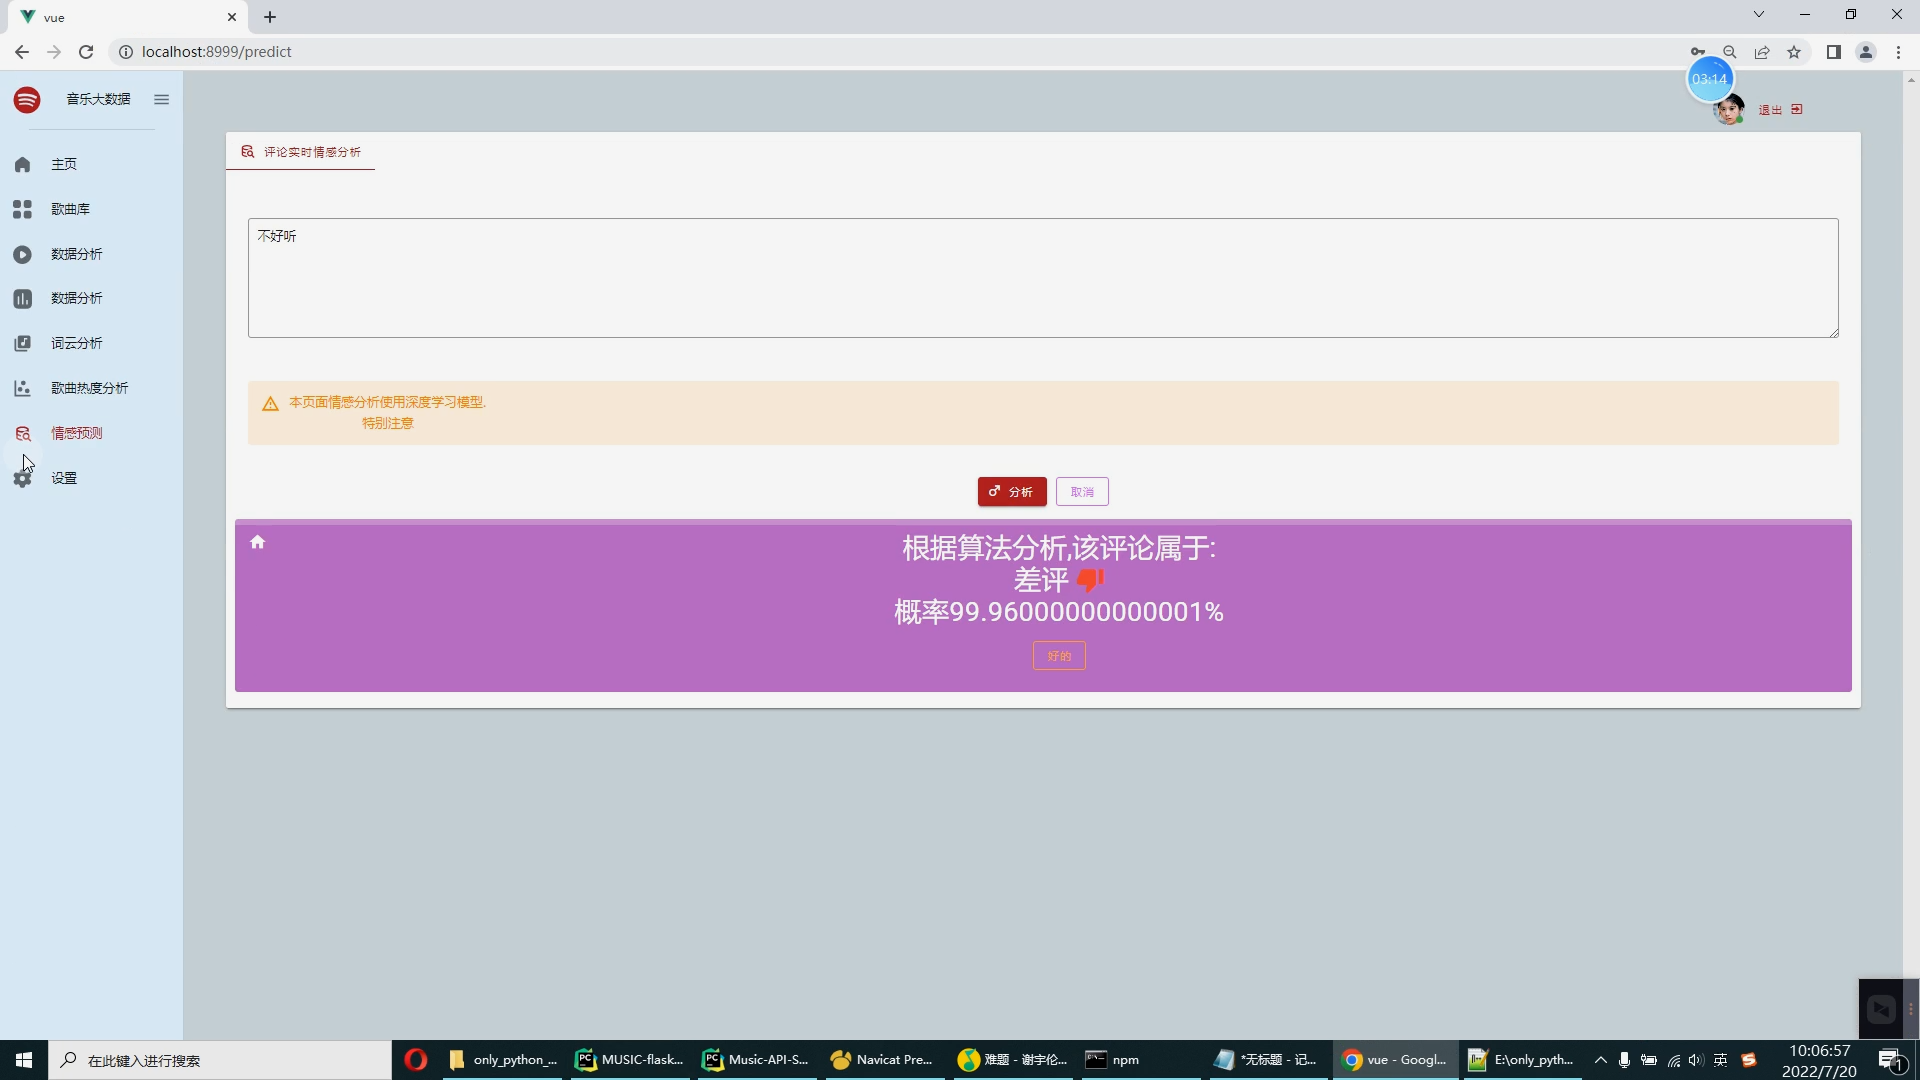 vue
localhost:8999/predict
03:14
音乐大数据
退出
评论实时情感分析
主页
歌曲库
不好听
数据分析
数据分析
词云分析
歌曲热度分析
本页面情感分析使用深度学习模型.
特别注意
情感预测
设置
分析
取消
根据算法分析,该评论属于:
差评
概率99.96000000000001%
好的
在此键入进行搜索
only_python_...
MUSIC-flask...
Music-API-S...
Navicat Pre...
难题 - 谢宇伦...
npm
*无标题 - 记...
vue - Googl...
E:\only_pyth...
英
10:06:57
2022/7/20
1